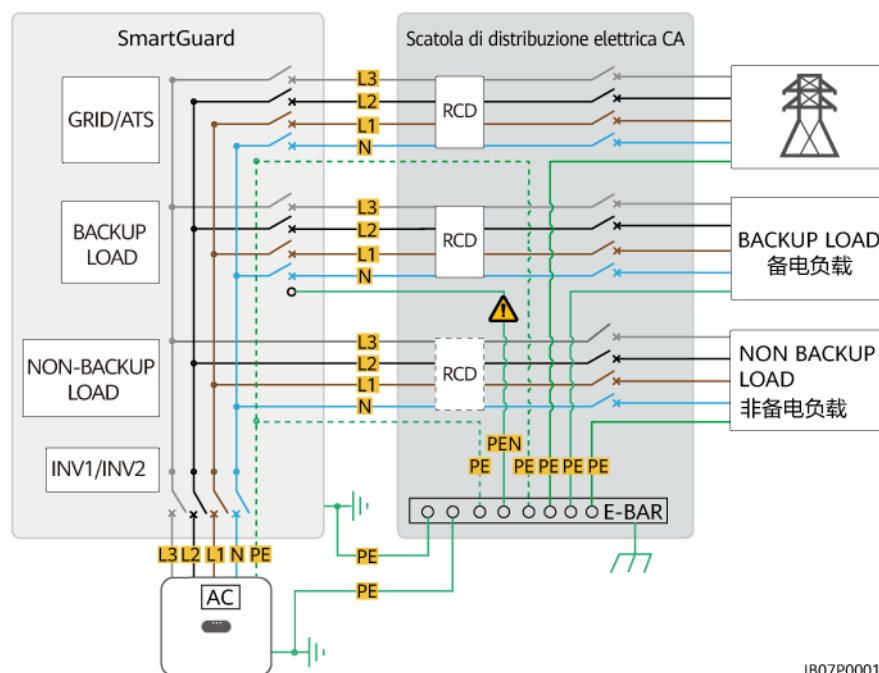 SmartGuard
Scatola di distribuzione elettrica CA
GRID/ATS
L3
L2
L1
N
RCD
BACKUP
LOAD
L3
L2
L1
N
RCD
BACKUP LOAD
备电负载
NON-BACKUP
LOAD
L3
L2
L1
N
RCD
NON BACKUP
LOAD
非备电负载
PEN
PE
PE
PE
PE
PE
INV1/INV2
E-BAR
L3
L2
L1
N
PE
PE
PE
AC